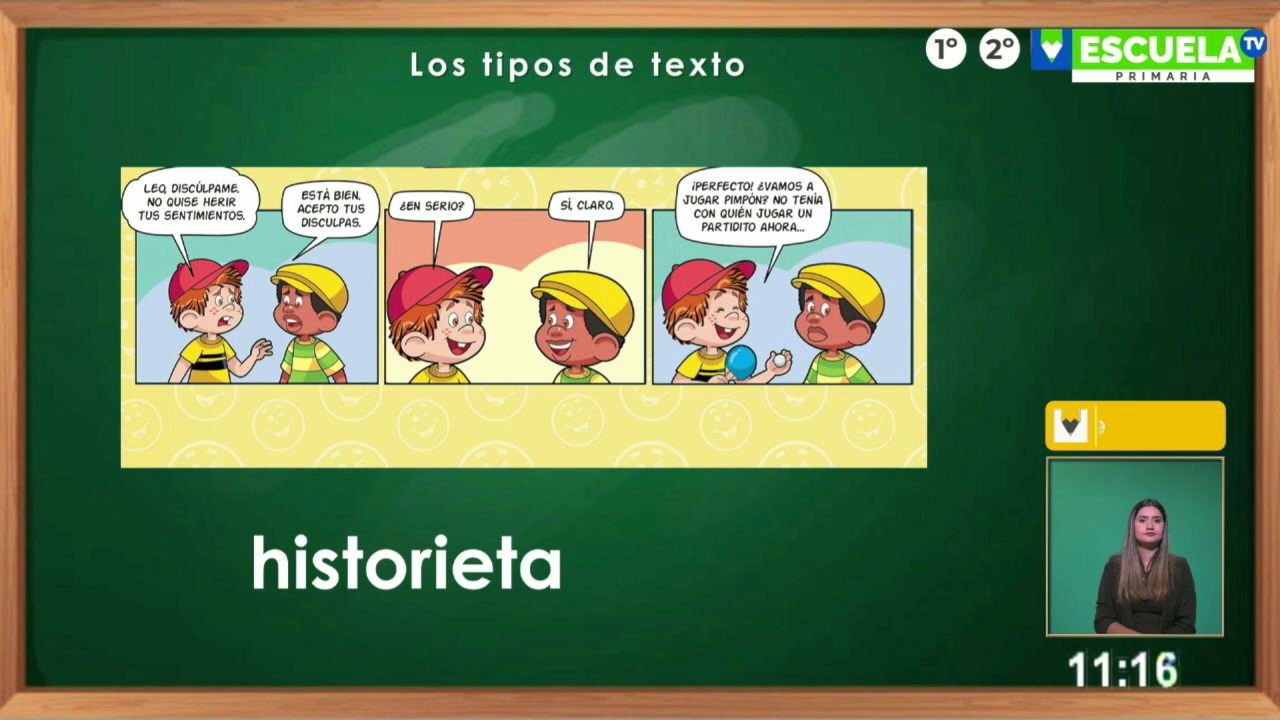 Los tipos de texto
1º 2º ESCUELA TV
PRIMARIA
LEO, DISCÚLPAME.
NO QUISE HERIR
TUS SENTIMIENTOS.
ESTÁ BIEN.
ACEPTO TUS
DISCULPAS.
¿EN SERIO?
SÍ, CLARO.
¡PERFECTO! ¿VAMOS A
JUGAR PIMPÓN? NO TENÍA
CON QUIÉN JUGAR UN
PARTIDITO AHORA...
historieta
11:16